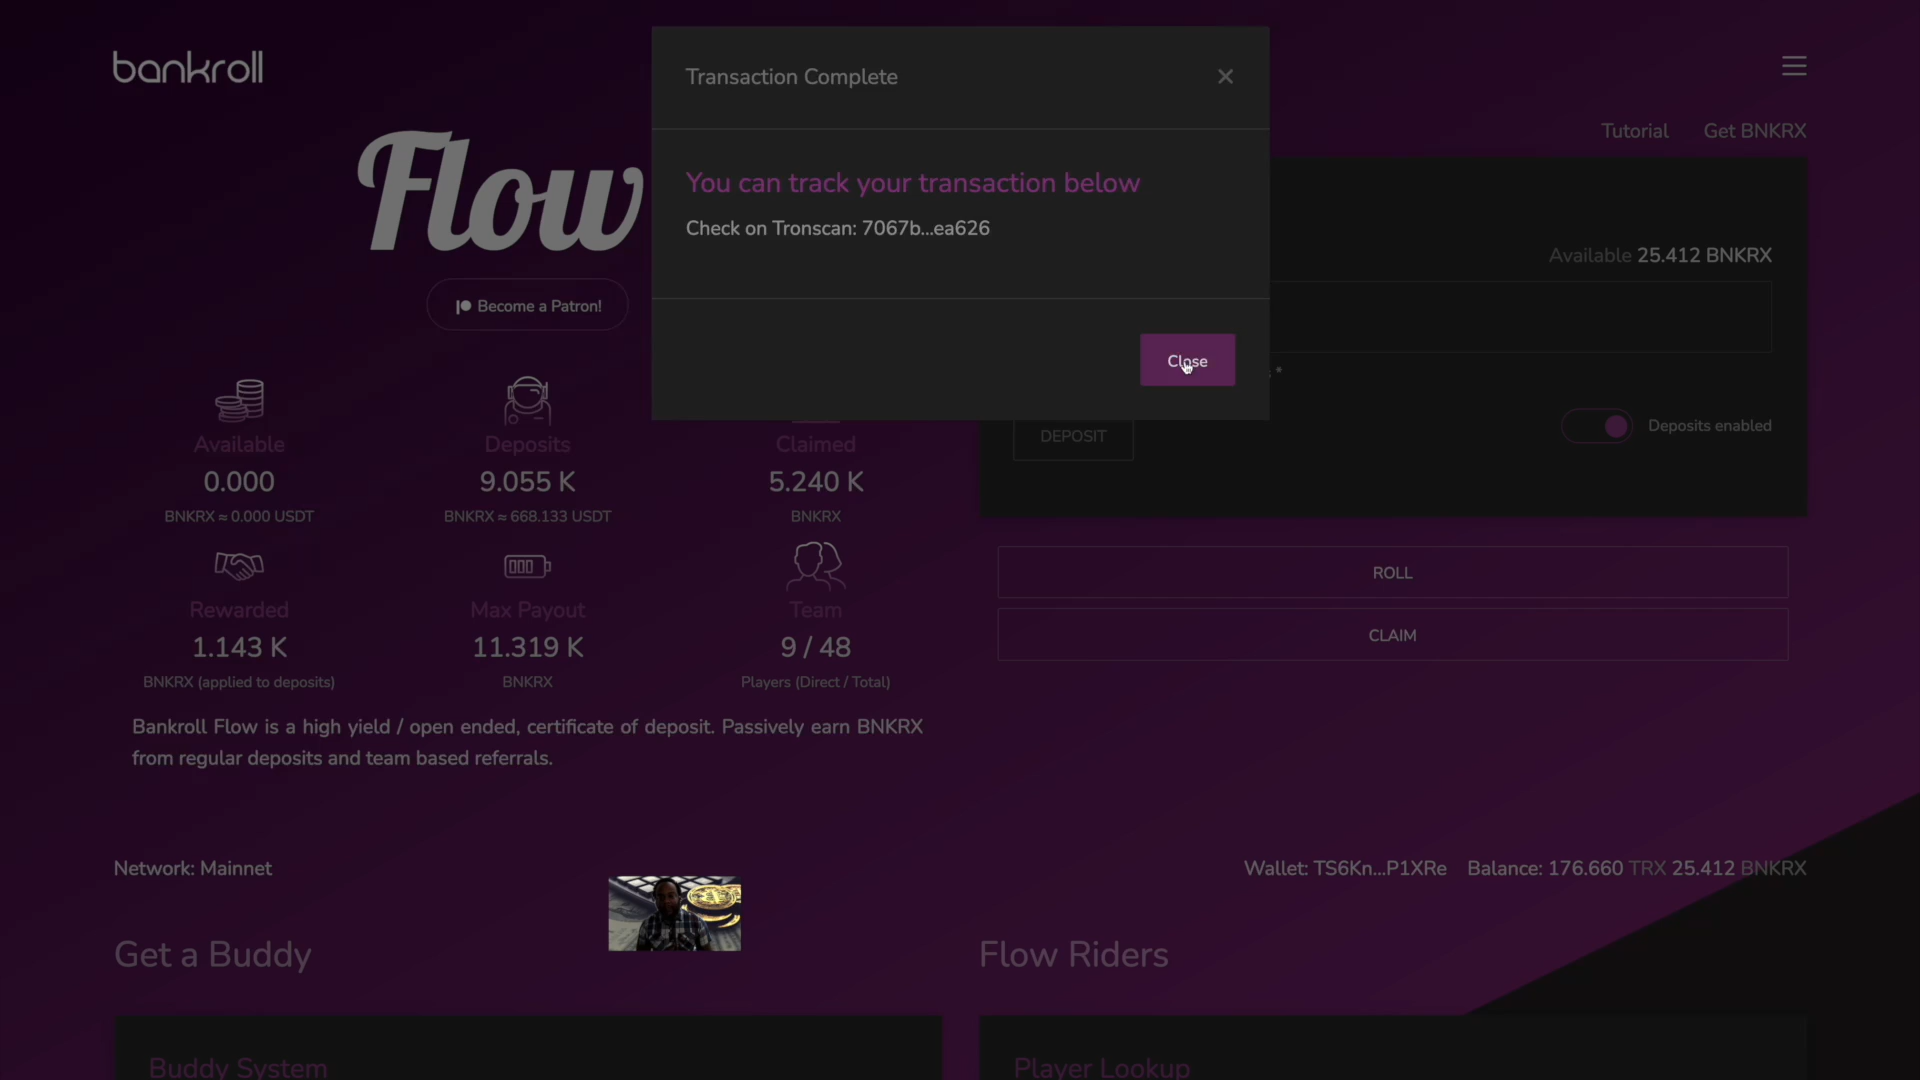 bankroll
Transaction Complete
You can track your transaction below
Check on Tronscan: 7067b...ea626
Close
Tutorial Get BNKRX
Flow
Become a Patron!
Available 25.412 BNKRX
*
DEPOSIT
Deposits enabled
Available
0.000
BNKRX ≈ 0.000 USDT
Deposits
9.055 K
BNKRX ≈ 668.133 USDT
Claimed
5.240 K
BNKRX
Rewarded
1.143 K
BNKRX (applied to deposits)
Max Payout
11.319 K
BNKRX
Team
9 / 48
Players (Direct / Total)
ROLL
CLAIM
Bankroll Flow is a high yield / open ended, certificate of deposit. Passively earn BNKRX
from regular deposits and team based referrals.
Network: Mainnet
Wallet: TS6Kn...P1XRe Balance: 176.660 TRX 25.412 BNKRX
Get a Buddy
Flow Riders
Buddy System
Player Lookup